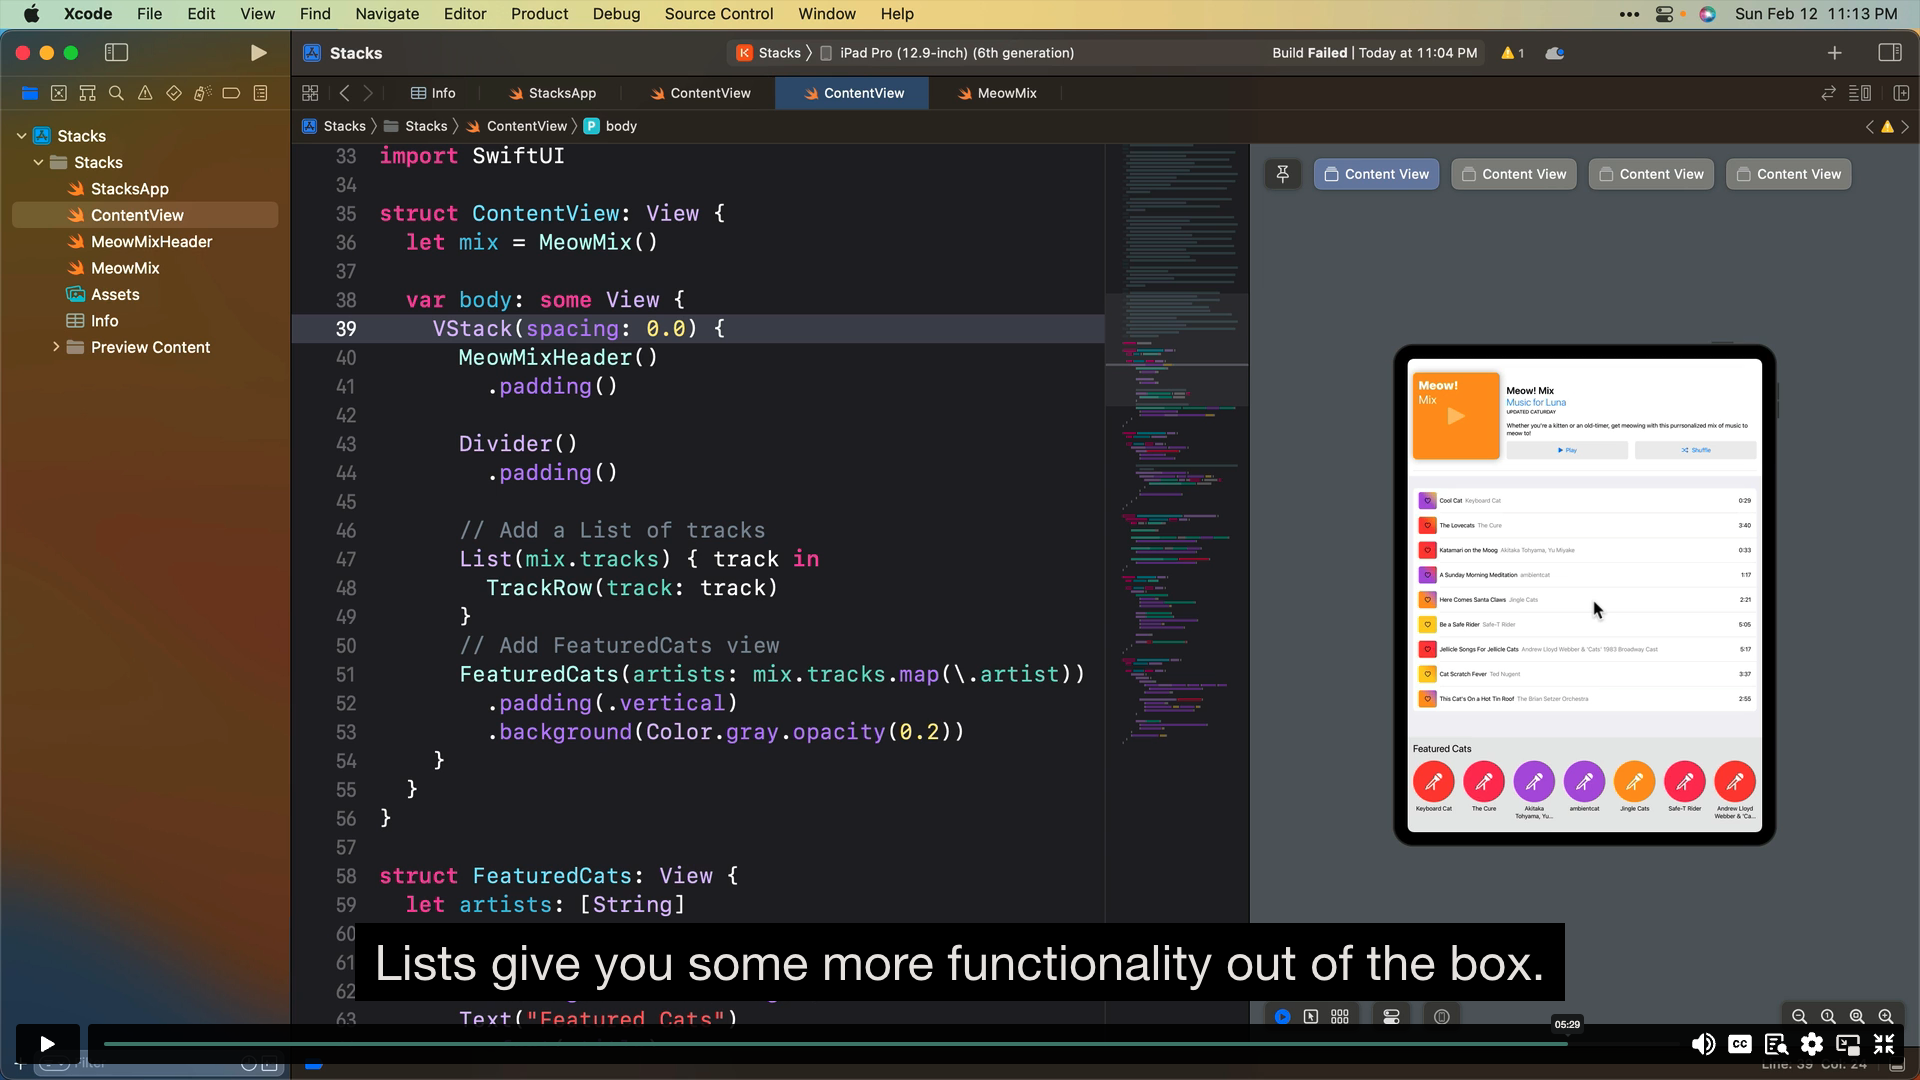 Xcode File Edit View Find Navigate Editor Product Debug Source Control Window Help
Sun Feb 12 11:13 PM
Stacks
Stacks iPad Pro (12.9-inch) (6th generation)
Build Failed | Today at 11:04 PM
1
Info
StacksApp
ContentView
ContentView
MeowMix
Stacks
Stacks
ContentView
P body
Stacks
Stacks
StacksApp
ContentView
MeowMixHeader
MeowMix
Assets
Info
Preview Content
33 import SwiftUI
34
35 struct ContentView: View {
36 let mix = MeowMix()
37
38 var body: some View {
39 VStack(spacing: 0.0) {
40 MeowMixHeader()
41 .padding()
42
43 Divider()
44 .padding()
45
46 // Add a List of tracks
47 List(mix.tracks) { track in
48 TrackRow(track: track)
49 }
50 // Add FeaturedCats view
51 FeaturedCats(artists: mix.tracks.map(\.artist))
52 .padding(.vertical)
53 .background(Color.gray.opacity(0.2))
54 }
55 }
56 }
57
58 struct FeaturedCats: View {
59 let artists: [String]
60
61
62
63 Text("Featured Cats")
Content View
Content View
Content View
Content View
Meow!
Mix
Meow! Mix
Music for Luna
UPDATED CATURDAY
Whether you're a kitten or an old-timer, get meowing with this purrsonalized mix of music to
meow to!
Play
Shuffle
Cool Cat Keyboard Cat 0:29
The Lovecats The Cure 3:40
Katamari on the Moog Akitaka Tohyama, Yu Miyake 0:33
A Sunday Morning Meditation ambientcat 1:17
Here Comes Santa Claws Jingle Cats 2:21
Be a Safe Rider Safe-T Rider 5:05
Jellicle Songs For Jellicle Cats Andrew Lloyd Webber & 'Cats' 1983 Broadway Cast 5:17
Cat Scratch Fever Ted Nugent 3:37
This Cat's On a Hot Tin Roof The Brian Setzer Orchestra 2:55
Featured Cats
Keyboard Cat
The Cure
Akitaka
Tohyama, Yu...
ambientcat
Jingle Cats
Safe-T Rider
Andrew Lloyd
Webber & 'Ca...
Lists give you some more functionality out of the box.
05:29
CC
Filter
Line: 39 Col: 24